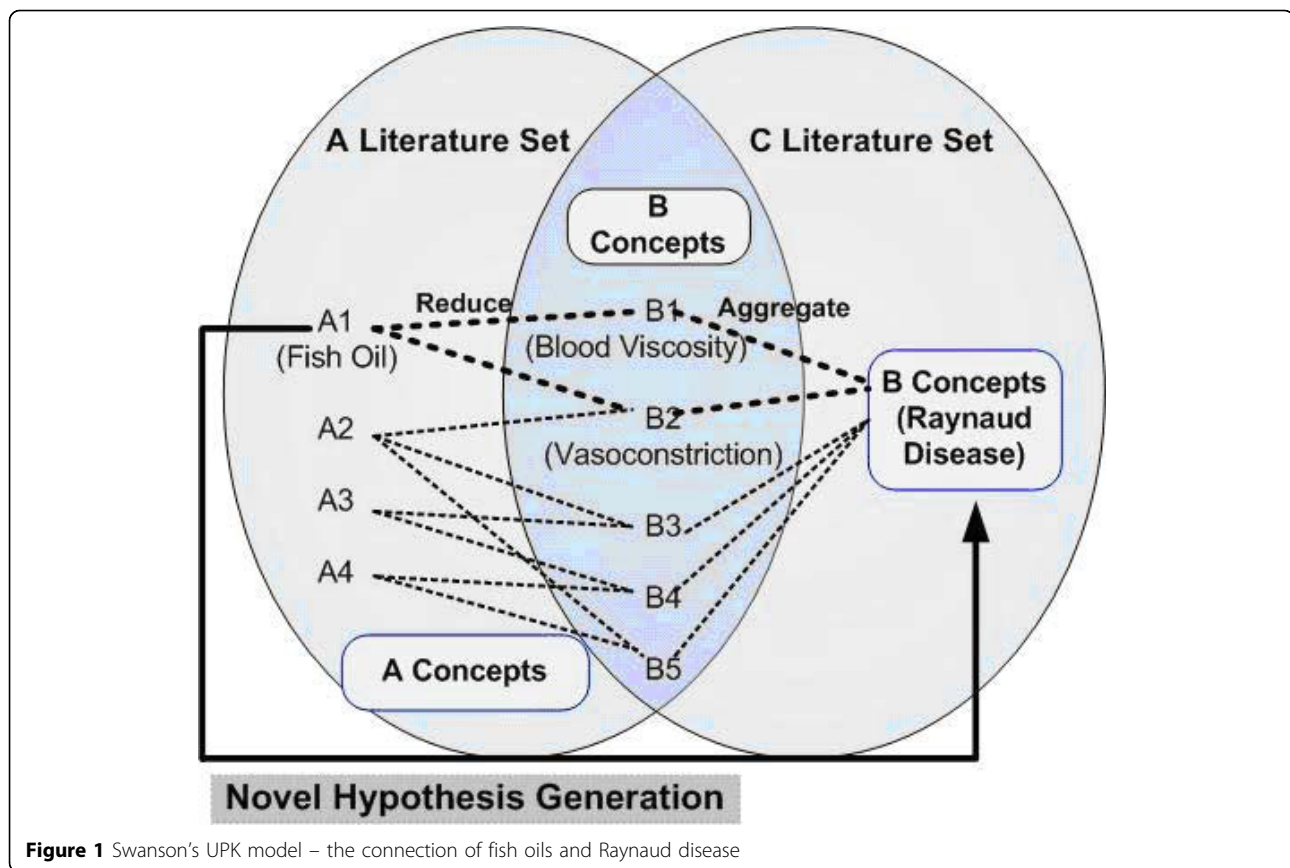 A Literature Set
C Literature Set
B
Concepts
Reduce
Aggregate
A1
(Fish Oil)
B1
(Blood Viscosity)
B Concepts
(Raynaud
Disease)
A2
B2
(Vasoconstriction)
A3
B3
A4
B4
A Concepts
B5
Novel Hypothesis Generation
Figure 1 Swanson's UPK model – the connection of fish oils and Raynaud disease